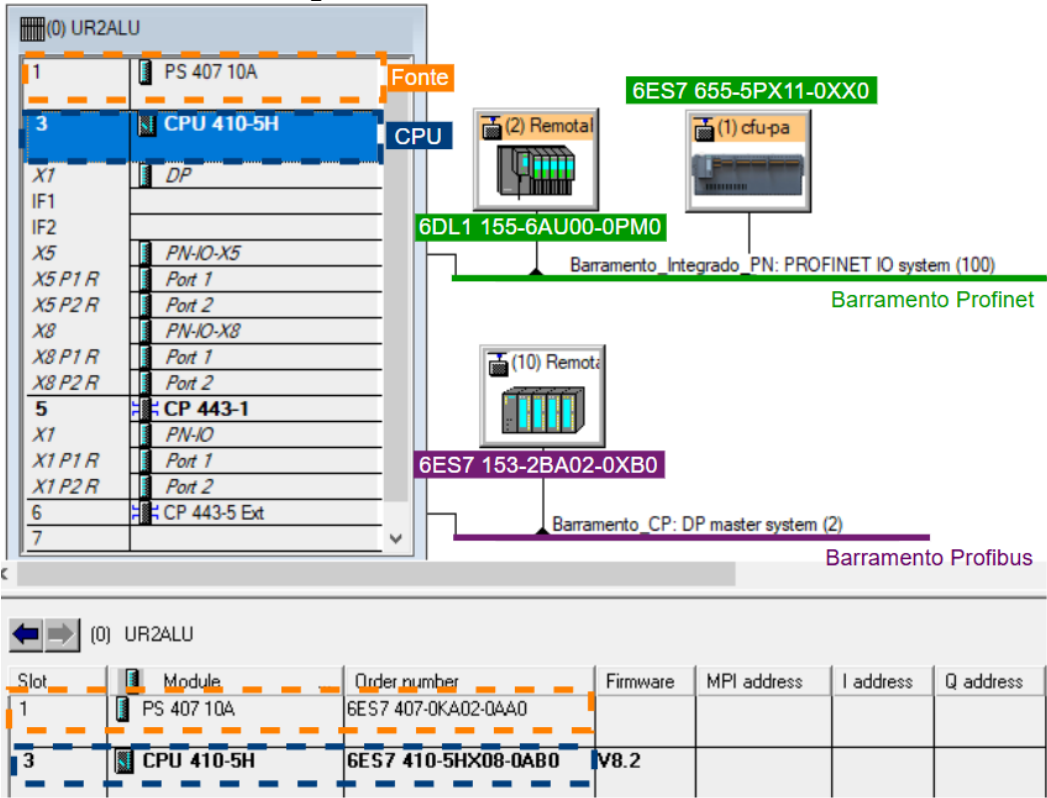 (0) UR2ALU
1 PS 407 10A
Fonte
3 CPU 410-5H
CPU
X1 DP
IF1
IF2
X5 PN-IO-X5
X5 P1 R Port 1
X5 P2 R Port 2
X8 PN-IO-X8
X8 P1 R Port 1
X8 P2 R Port 2
5 CP 443-1
X1 PN-IO
X1 P1 R Port 1
X1 P2 R Port 2
6 CP 443-5 Ext
7
6ES7 655-5PX11-0XX0
(2) RemotaI
(1) cfu-pa
6DL1 155-6AU00-0PM0
Barramento_Integrado_PN: PROFINET IO system (100)
Barramento Profinet
(10) Remota
6ES7 153-2BA02-0XB0
Barramento_CP: DP master system (2)
Barramento Profibus
(0) UR2ALU
Slot Module ... Order number Firmware MPI address I address Q address
1 PS 407 10A 6ES7 407-0KA02-0AA0
3 CPU 410-5H 6ES7 410-5HX08-0AB0 V8.2